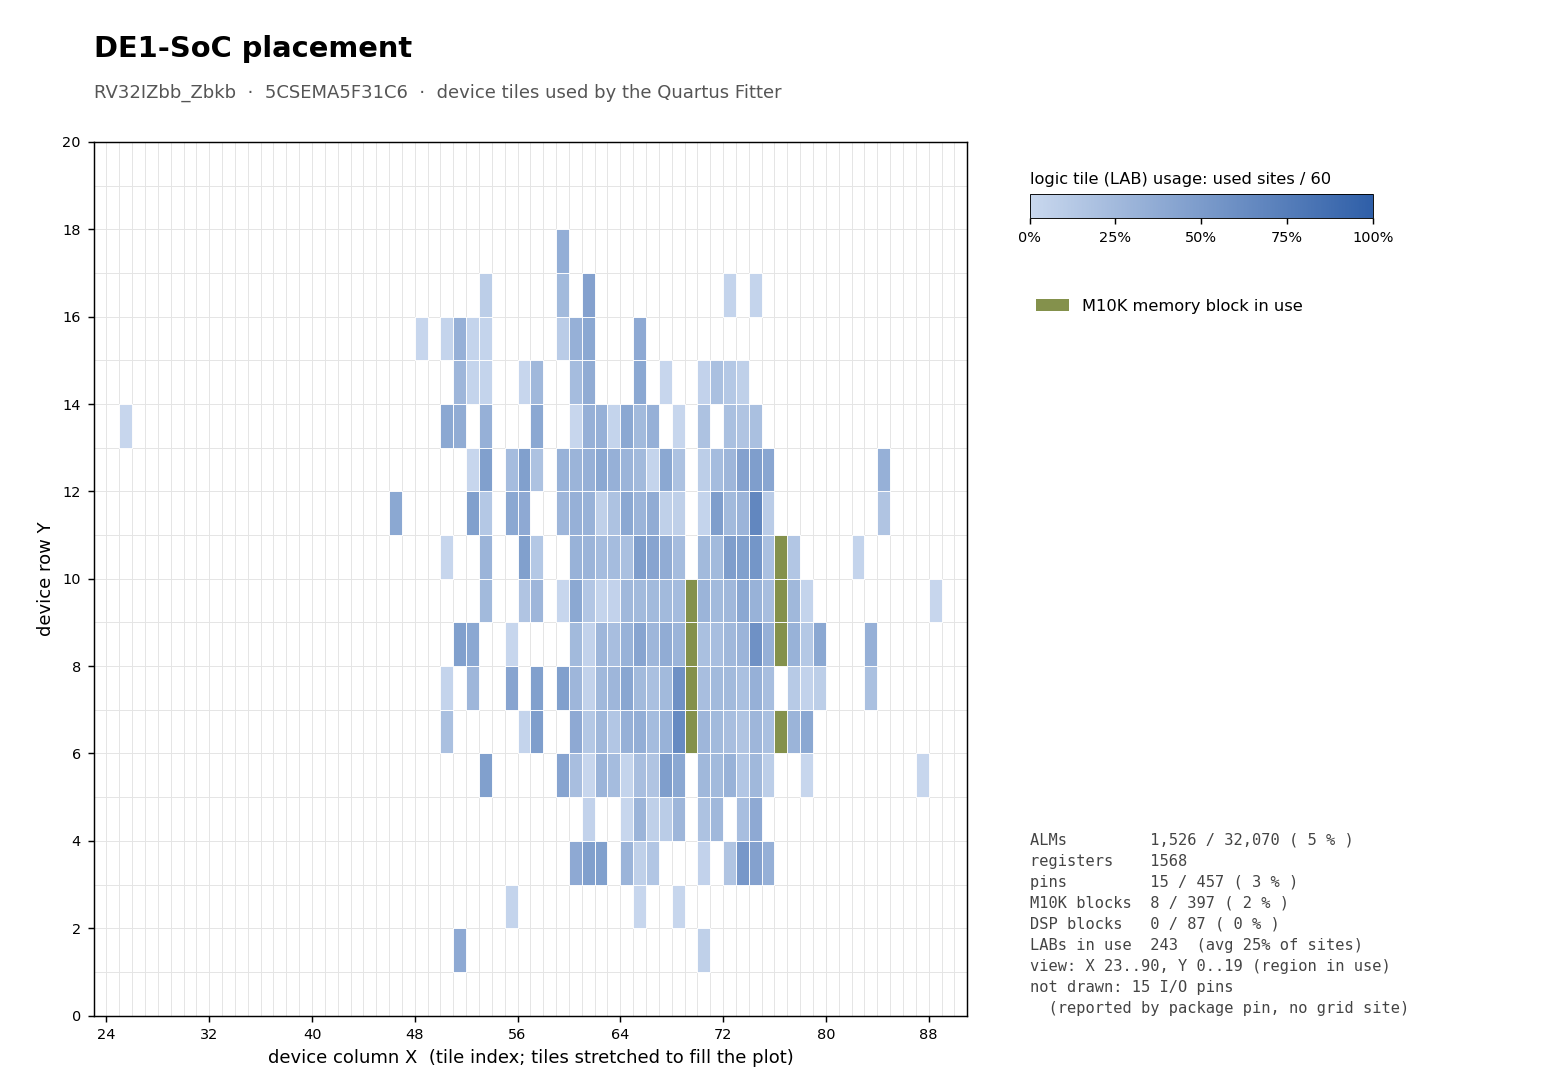 DE1-SoC placement
RV32IZbb_Zbkb · 5CSEMA5F31C6 · device tiles used by the Quartus Fitter
20
18
16
14
12
10
8
6
4
2
0
device row Y
24 32 40 48 56 64 72 80 88
device column X (tile index; tiles stretched to fill the plot)
logic tile (LAB) usage: used sites / 60
0% 25% 50% 75% 100%
M10K memory block in use
ALMs 1,526 / 32,070 ( 5 % )
registers 1568
pins 15 / 457 ( 3 % )
M10K blocks 8 / 397 ( 2 % )
DSP blocks 0 / 87 ( 0 % )
LABs in use 243 (avg 25% of sites)
view: X 23..90, Y 0..19 (region in use)
not drawn: 15 I/O pins
(reported by package pin, no grid site)